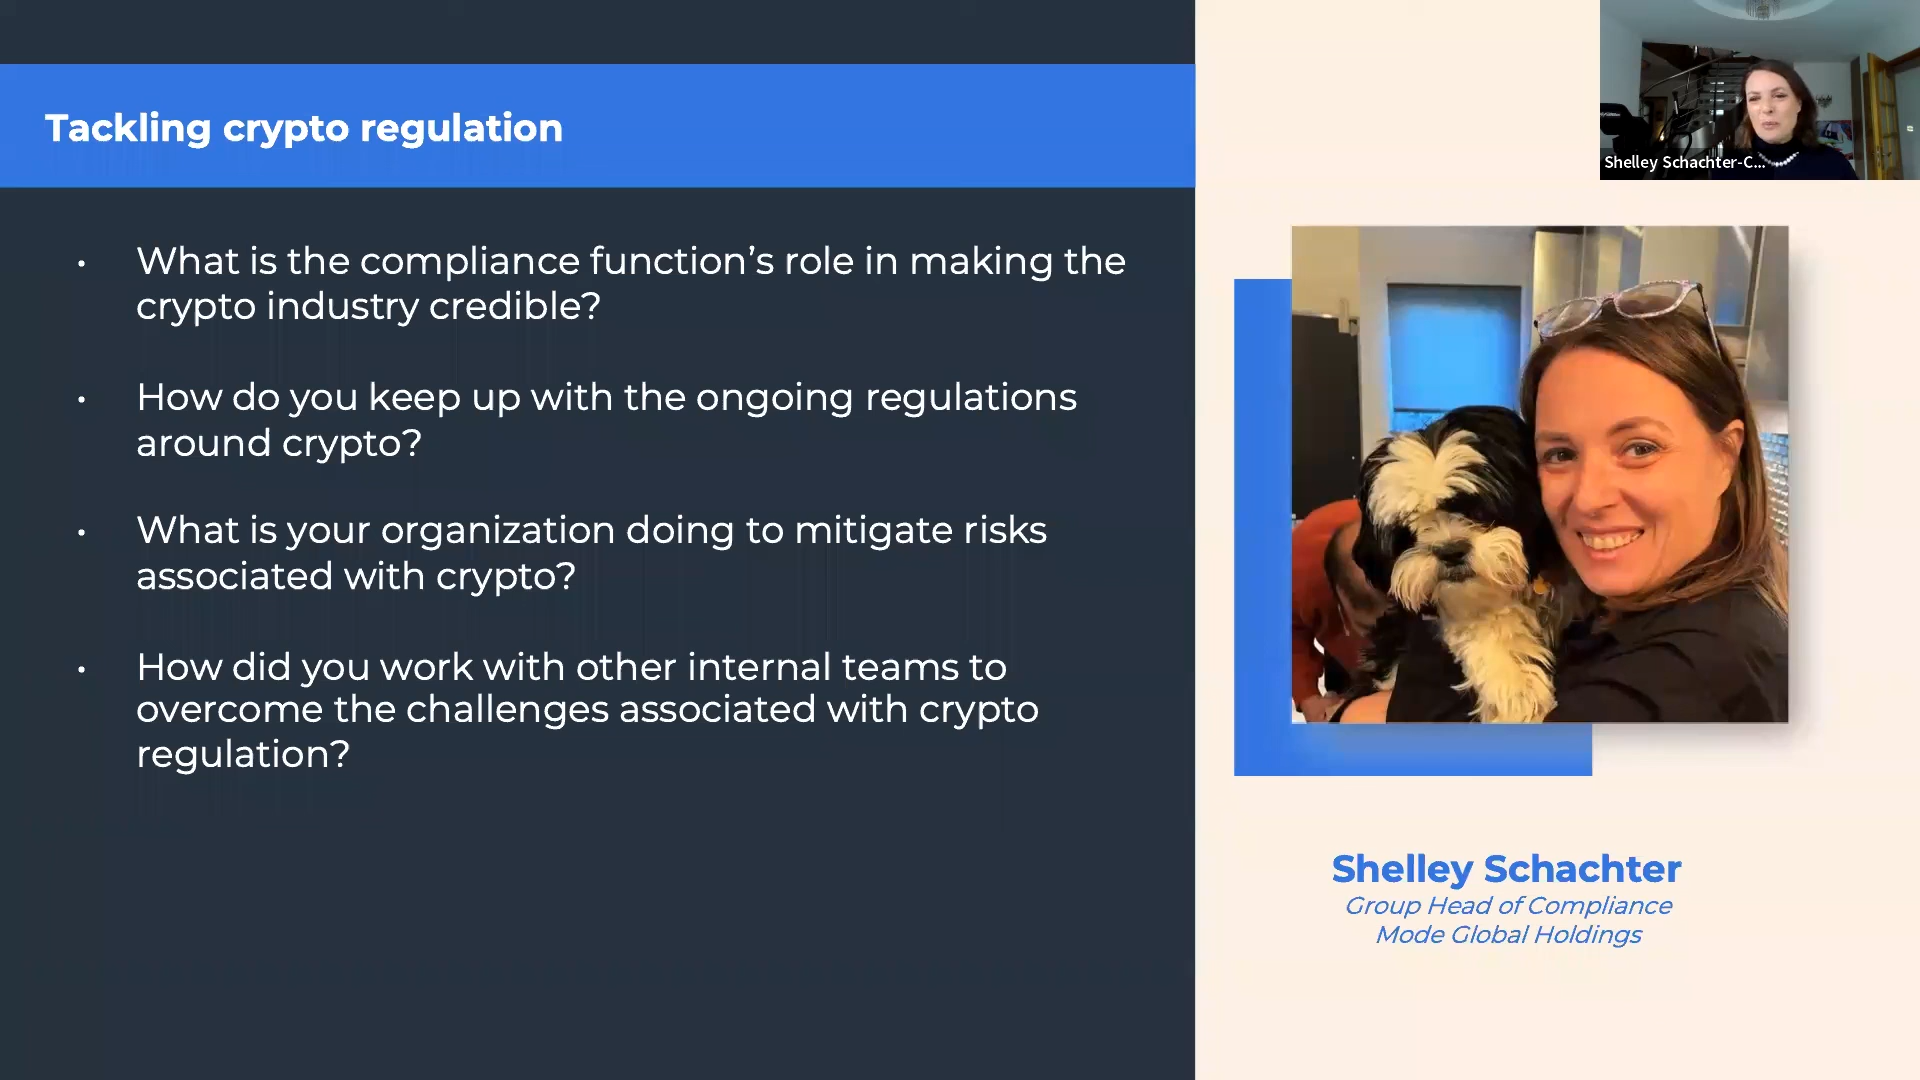 Tackling crypto regulation
• What is the compliance function’s role in making the
crypto industry credible?
• How do you keep up with the ongoing regulations
around crypto?
• What is your organization doing to mitigate risks
associated with crypto?
• How did you work with other internal teams to
overcome the challenges associated with crypto
regulation?
Shelley Schachter-C...
Shelley Schachter
Group Head of Compliance
Mode Global Holdings